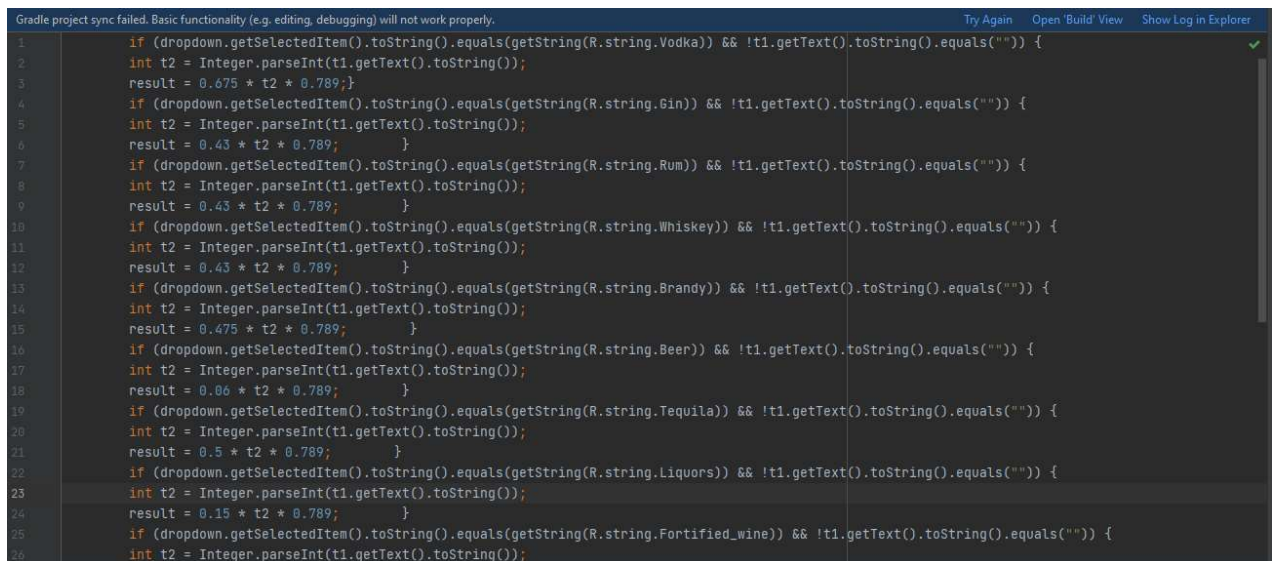 Gradle project sync failed. Basic functionality (e.g. editing, debugging) will not work properly. Try Again Open 'Build' View Show Log in Explorer
1 if (dropdown.getSelectedItem().toString().equals(getString(R.string.Vodka)) && !t1.getText().toString().equals("")) {
2 int t2 = Integer.parseInt(t1.getText().toString());
3 result = 0.675 * t2 * 0.789;}
4 if (dropdown.getSelectedItem().toString().equals(getString(R.string.Gin)) && !t1.getText().toString().equals("")) {
5 int t2 = Integer.parseInt(t1.getText().toString());
6 result = 0.43 * t2 * 0.789; }
7 if (dropdown.getSelectedItem().toString().equals(getString(R.string.Rum)) && !t1.getText().toString().equals("")) {
8 int t2 = Integer.parseInt(t1.getText().toString());
9 result = 0.43 * t2 * 0.789; }
10 if (dropdown.getSelectedItem().toString().equals(getString(R.string.Whiskey)) && !t1.getText().toString().equals("")) {
11 int t2 = Integer.parseInt(t1.getText().toString());
12 result = 0.43 * t2 * 0.789; }
13 if (dropdown.getSelectedItem().toString().equals(getString(R.string.Brandy)) && !t1.getText().toString().equals("")) {
14 int t2 = Integer.parseInt(t1.getText().toString());
15 result = 0.475 * t2 * 0.789; }
16 if (dropdown.getSelectedItem().toString().equals(getString(R.string.Beer)) && !t1.getText().toString().equals("")) {
17 int t2 = Integer.parseInt(t1.getText().toString());
18 result = 0.06 * t2 * 0.789; }
19 if (dropdown.getSelectedItem().toString().equals(getString(R.string.Tequila)) && !t1.getText().toString().equals("")) {
20 int t2 = Integer.parseInt(t1.getText().toString());
21 result = 0.5 * t2 * 0.789; }
22 if (dropdown.getSelectedItem().toString().equals(getString(R.string.Liquors)) && !t1.getText().toString().equals("")) {
23 int t2 = Integer.parseInt(t1.getText().toString());
24 result = 0.15 * t2 * 0.789; }
25 if (dropdown.getSelectedItem().toString().equals(getString(R.string.Fortified_wine)) && !t1.getText().toString().equals("")) {
26 int t2 = Integer.parseInt(t1.getText().toString());